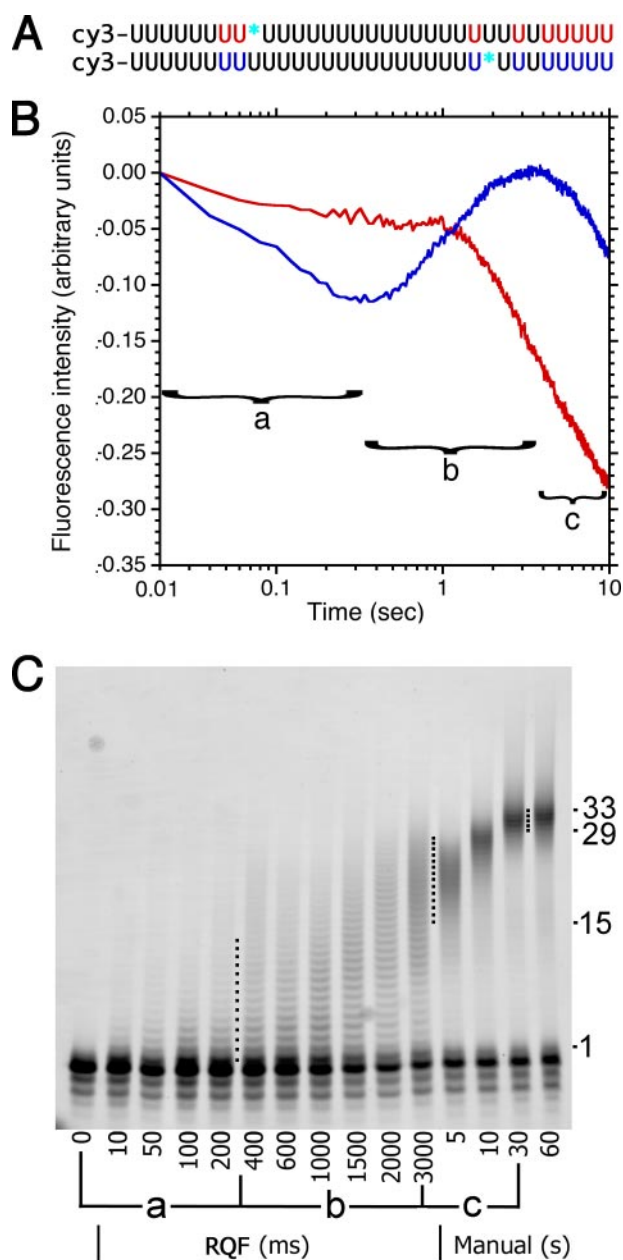 A
cy3-UUUUUUUU*UUUUUUUUUUUUUUUUUUUUUUUU
cy3-UUUUUUUUUUUUUUUUUUUUUUUU*UUUUUUUU
B
Fluorescence intensity (arbitrary units)
0.05
0.00
-0.05
-0.10
-0.15
-0.20
-0.25
-0.30
-0.35
a
b
c
0.01
0.1
1
10
Time (sec)
C
33
29
15
1
0
10
50
100
200
400
600
1000
1500
2000
3000
5
10
30
60
a
b
c
RQF (ms)
Manual (s)